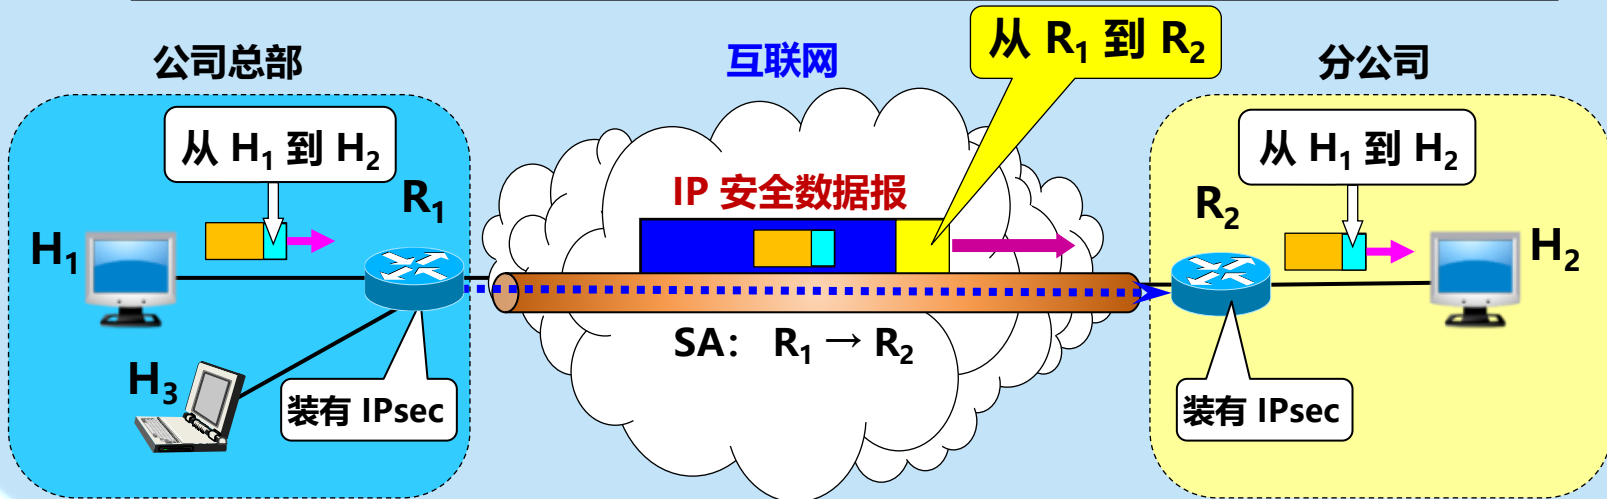 公司总部
互联网
从 R₁ 到 R₂
分公司
从 H₁ 到 H₂
R₁
H₁
H₃
装有 IPsec
IP 安全数据报
SA： R₁ → R₂
从 H₁ 到 H₂
R₂
H₂
装有 IPsec